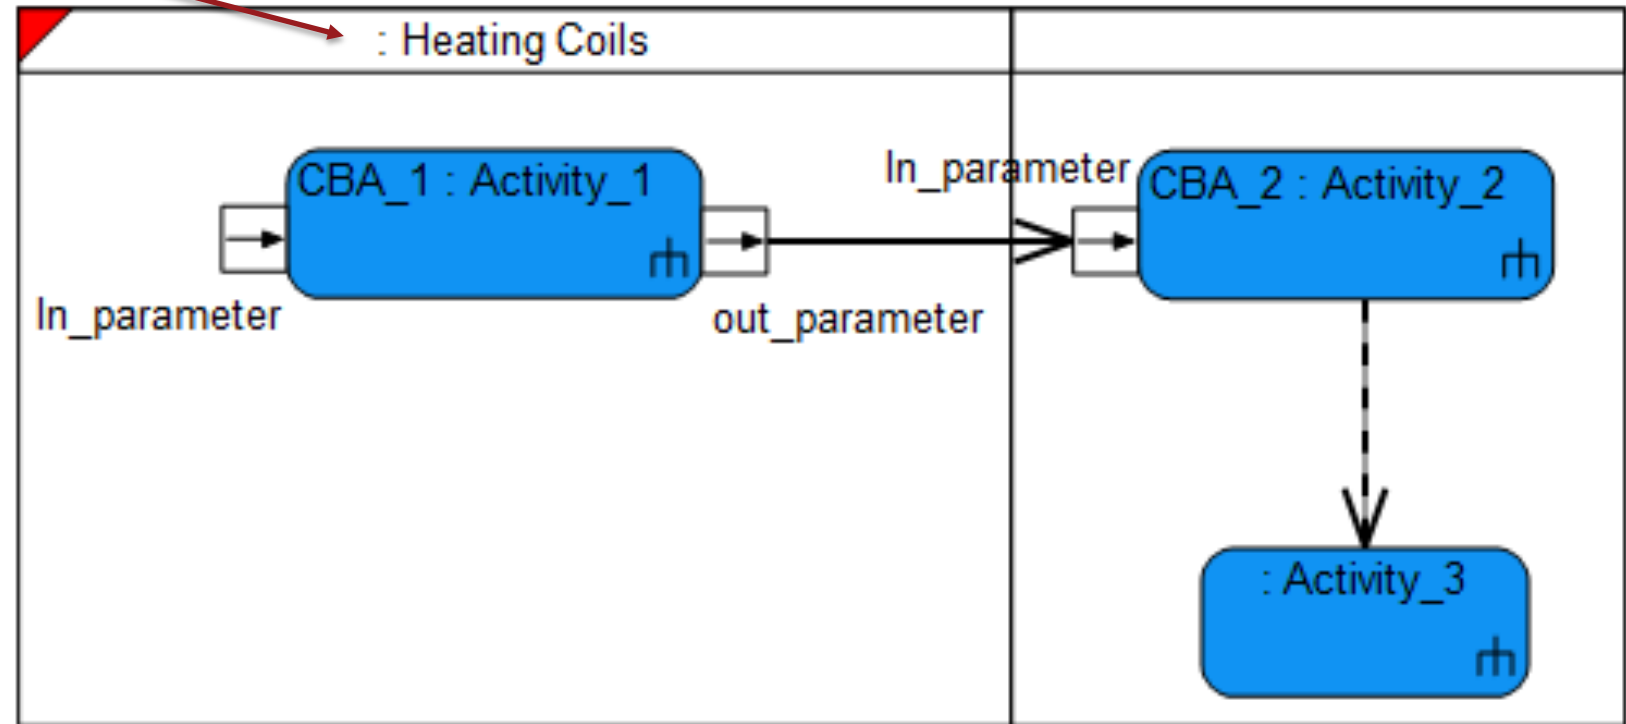 : Heating Coils
CBA_1 : Activity_1
In_parameter
out_parameter
In_parameter
CBA_2 : Activity_2
: Activity_3